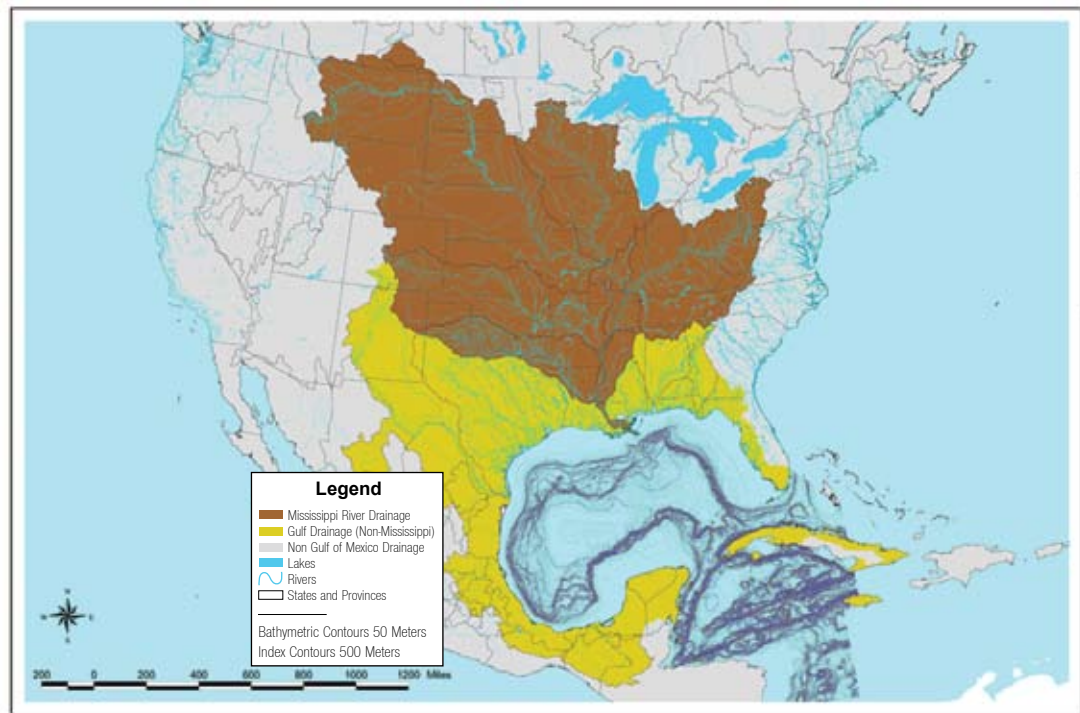 Legend
Mississippi River Drainage
Gulf Drainage (Non-Mississippi)
Non Gulf of Mexico Drainage
Lakes
Rivers
States and Provinces
Bathymetric Contours 50 Meters
Index Contours 500 Meters
N
W E
S
200 0 200 400 600 800 1000 1200 Miles